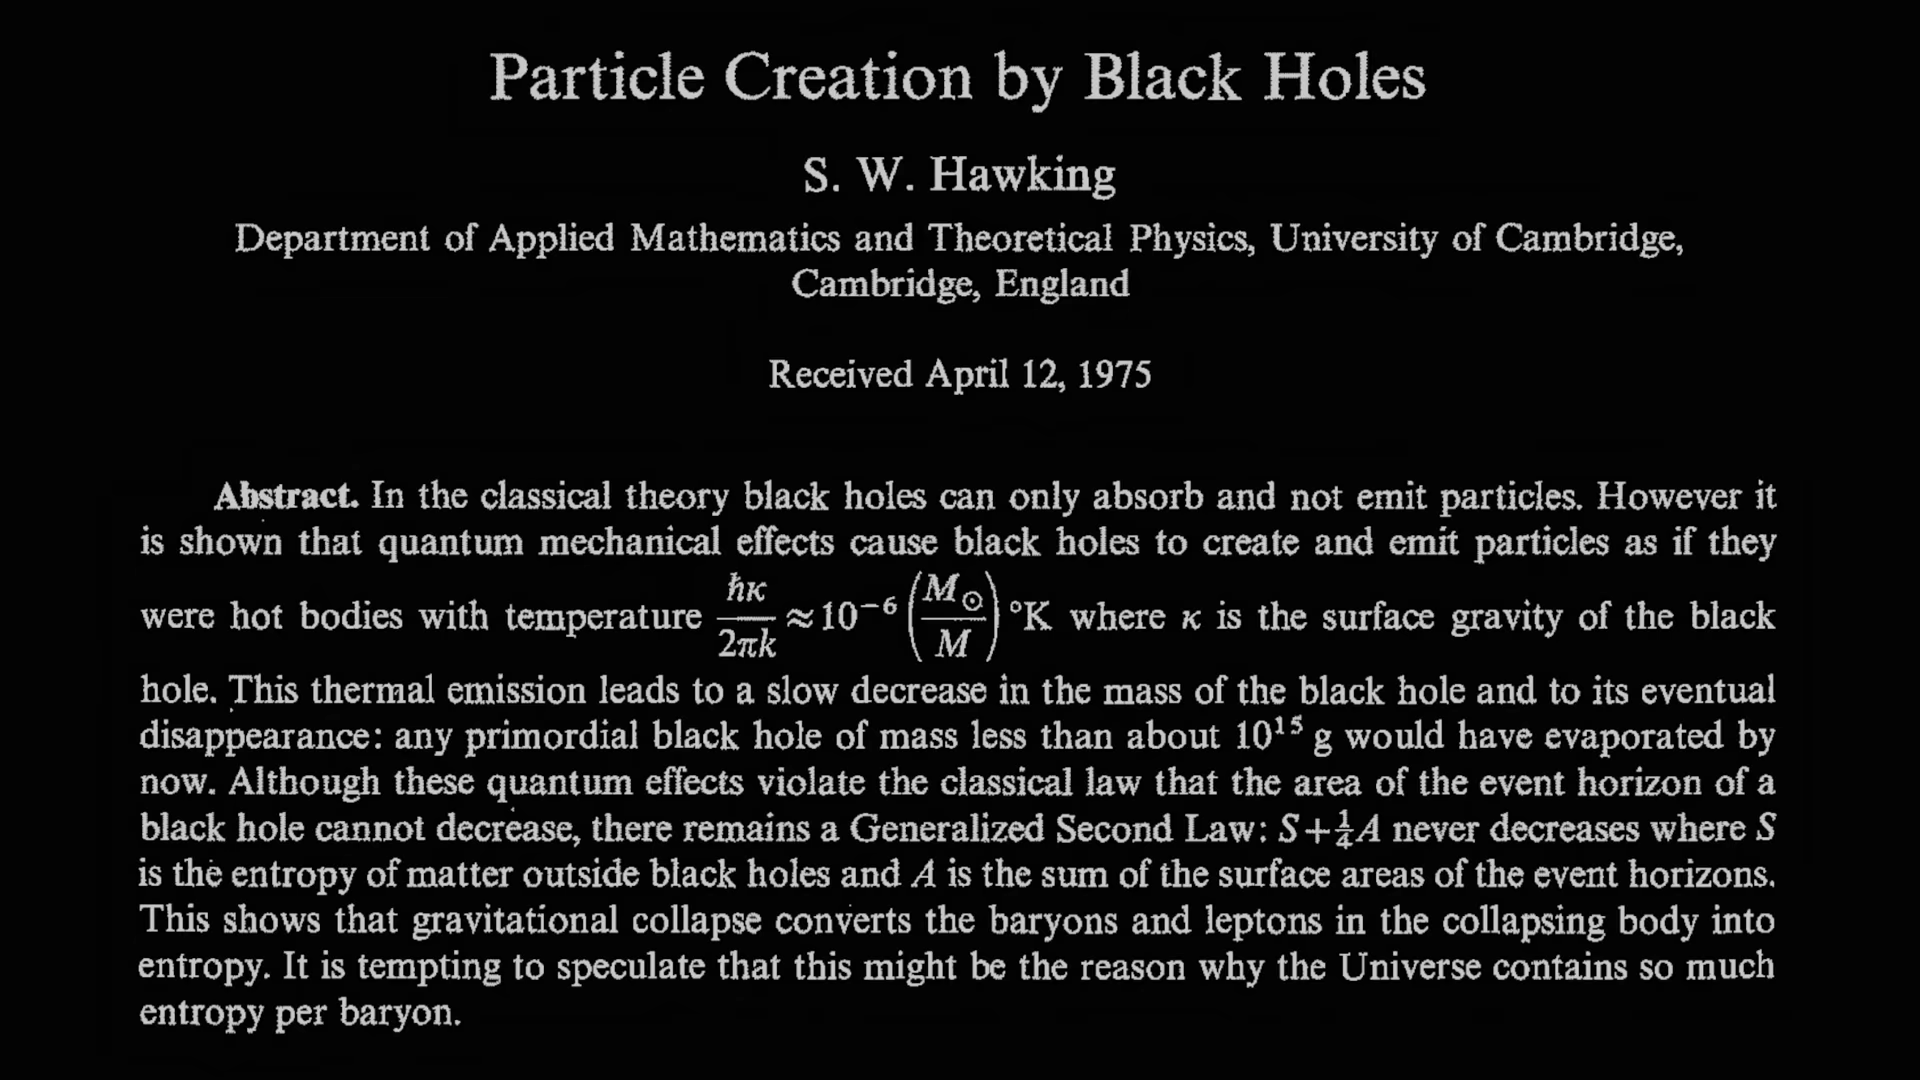 Particle Creation by Black Holes
S. W. Hawking
Department of Applied Mathematics and Theoretical Physics, University of Cambridge,
Cambridge, England
Received April 12, 1975
Abstract. In the classical theory black holes can only absorb and not emit particles. However it
is shown that quantum mechanical effects cause black holes to create and emit particles as if they
were hot bodies with temperature ħκ/2πk ≈ 10⁻⁶ (M☉/M) °K where κ is the surface gravity of the black
hole. This thermal emission leads to a slow decrease in the mass of the black hole and to its eventual
disappearance: any primordial black hole of mass less than about 10¹⁵ g would have evaporated by
now. Although these quantum effects violate the classical law that the area of the event horizon of a
black hole cannot decrease, there remains a Generalized Second Law: S+¼A never decreases where S
is the entropy of matter outside black holes and A is the sum of the surface areas of the event horizons.
This shows that gravitational collapse converts the baryons and leptons in the collapsing body into
entropy. It is tempting to speculate that this might be the reason why the Universe contains so much
entropy per baryon.